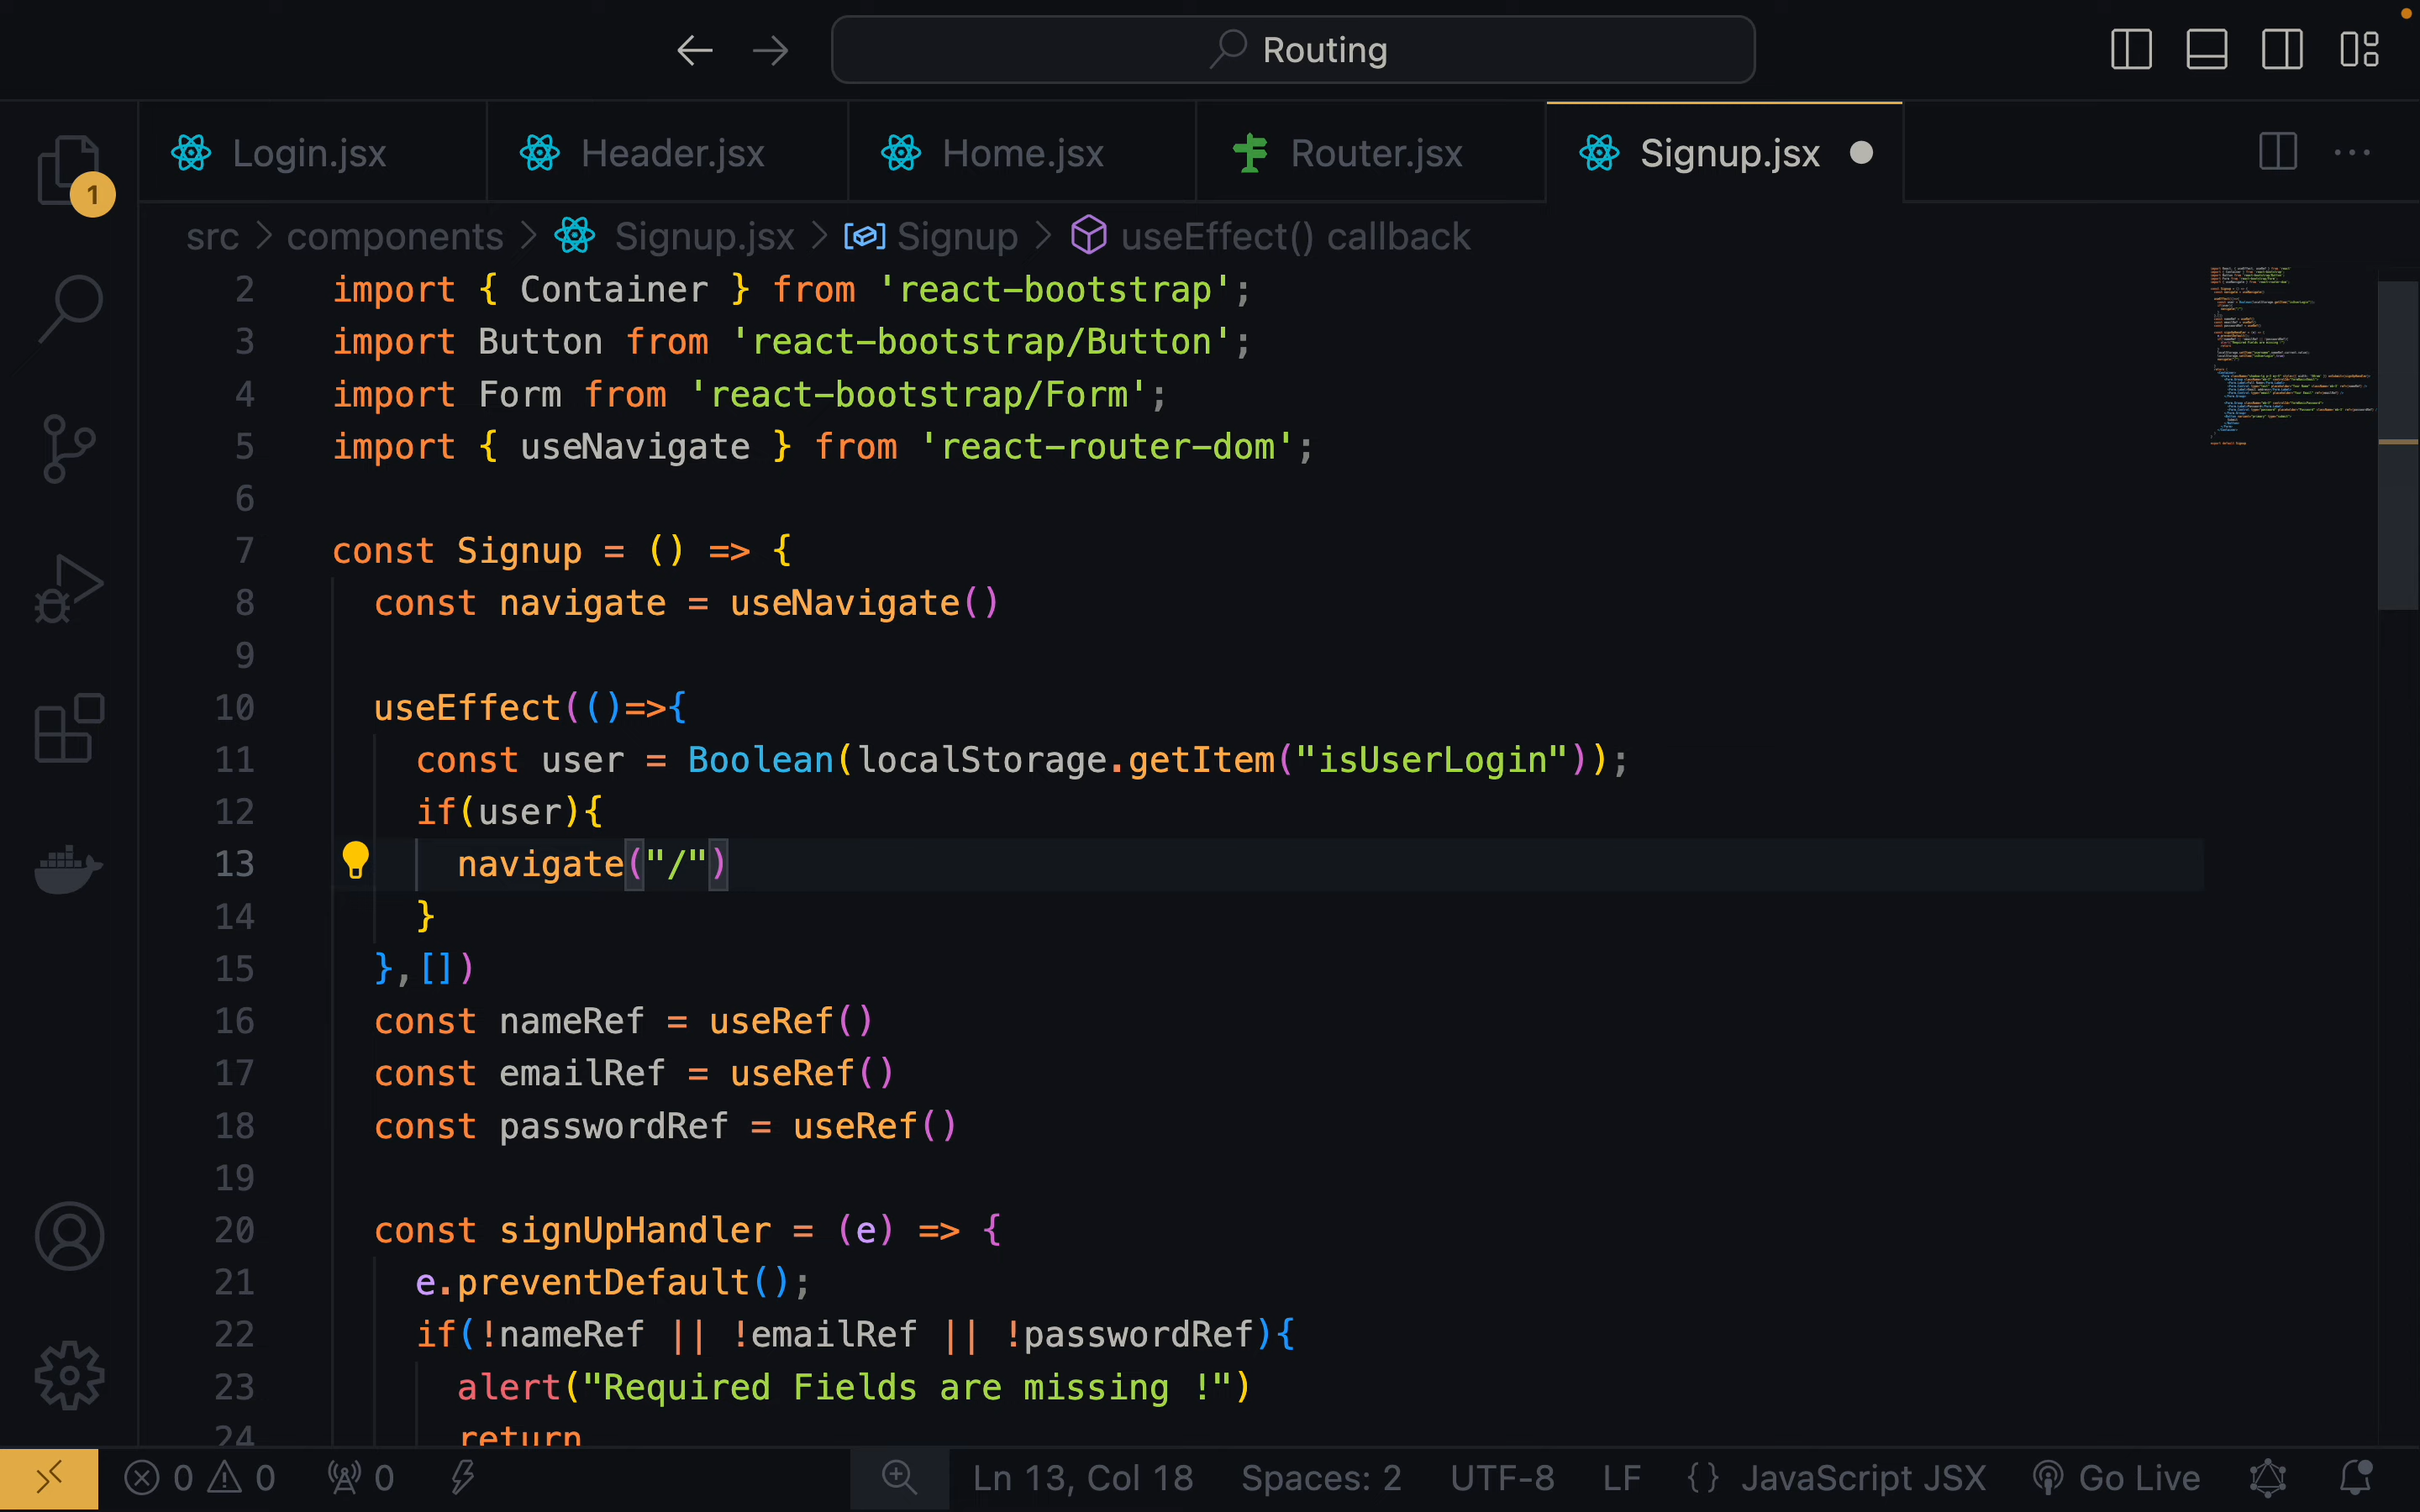 Routing
Login.jsx
Header.jsx
Home.jsx
Router.jsx
Signup.jsx
1
src > components > Signup.jsx > Signup > useEffect() callback
2 import { Container } from 'react-bootstrap';
3 import Button from 'react-bootstrap/Button';
4 import Form from 'react-bootstrap/Form';
5 import { useNavigate } from 'react-router-dom';
6
7 const Signup = () => {
8 const navigate = useNavigate()
9
10 useEffect(()=>{
11 const user = Boolean(localStorage.getItem("isUserLogin"));
12 if(user){
13 navigate("/")
14 }
15 },[])
16 const nameRef = useRef()
17 const emailRef = useRef()
18 const passwordRef = useRef()
19
20 const signUpHandler = (e) => {
21 e.preventDefault();
22 if(!nameRef || !emailRef || !passwordRef){
23 alert("Required Fields are missing !")
24 return
0 0 0 Ln 13, Col 18 Spaces: 2 UTF-8 LF {} JavaScript JSX Go Live